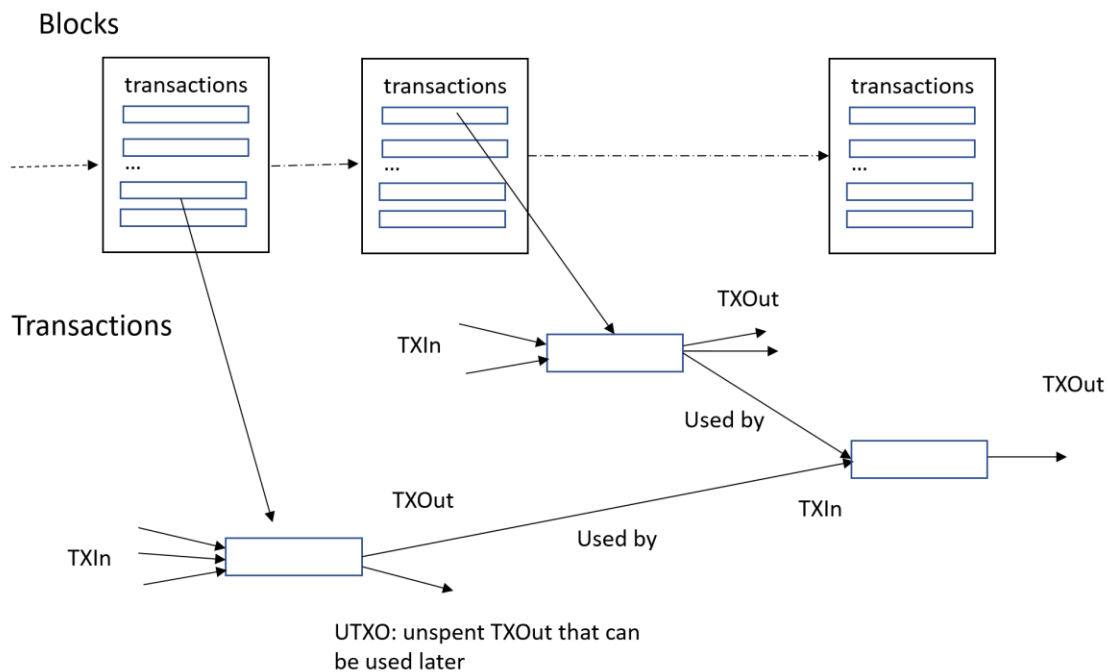 Blocks
transactions
...
transactions
...
transactions
...
Transactions
TXIn
TXOut
TXOut
Used by
TXOut
TXIn
Used by
TXIn
UTXO: unspent TXOut that can
be used later